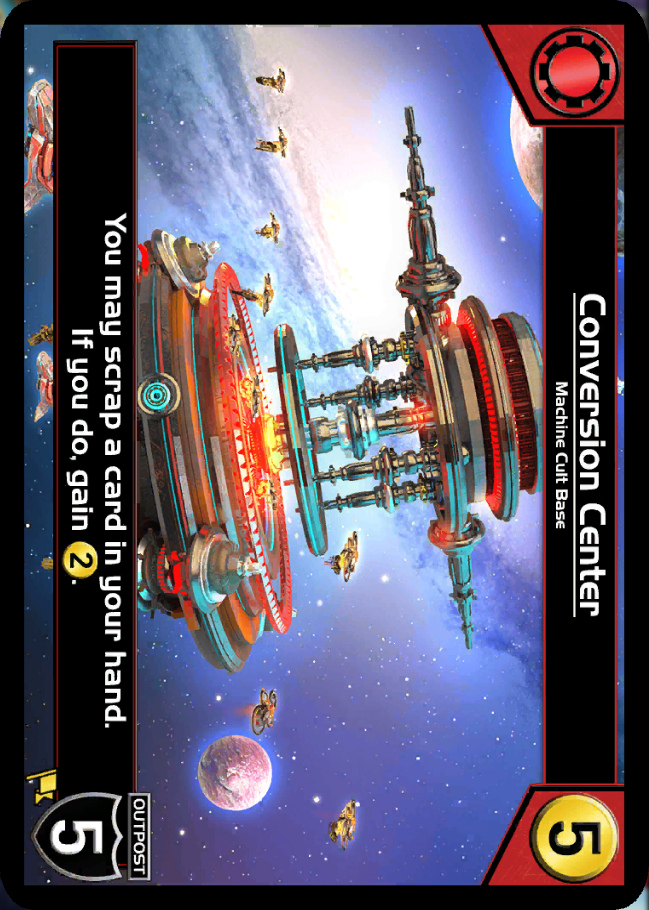 Conversion Center
Machine Cult Base
5
You may scrap a card in your hand.
If you do, gain 2.
OUTPOST
5